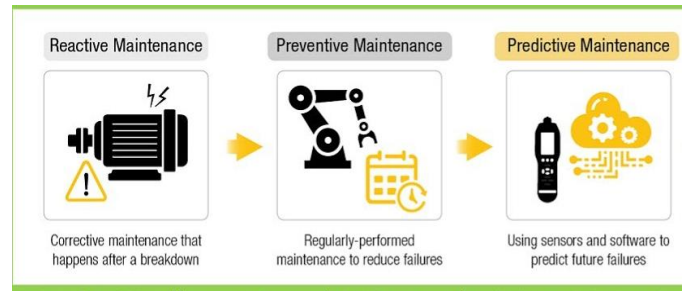 Reactive Maintenance
Preventive Maintenance
Predictive Maintenance
Corrective maintenance that
happens after a breakdown
Regularly-performed
maintenance to reduce failures
Using sensors and software to
predict future failures